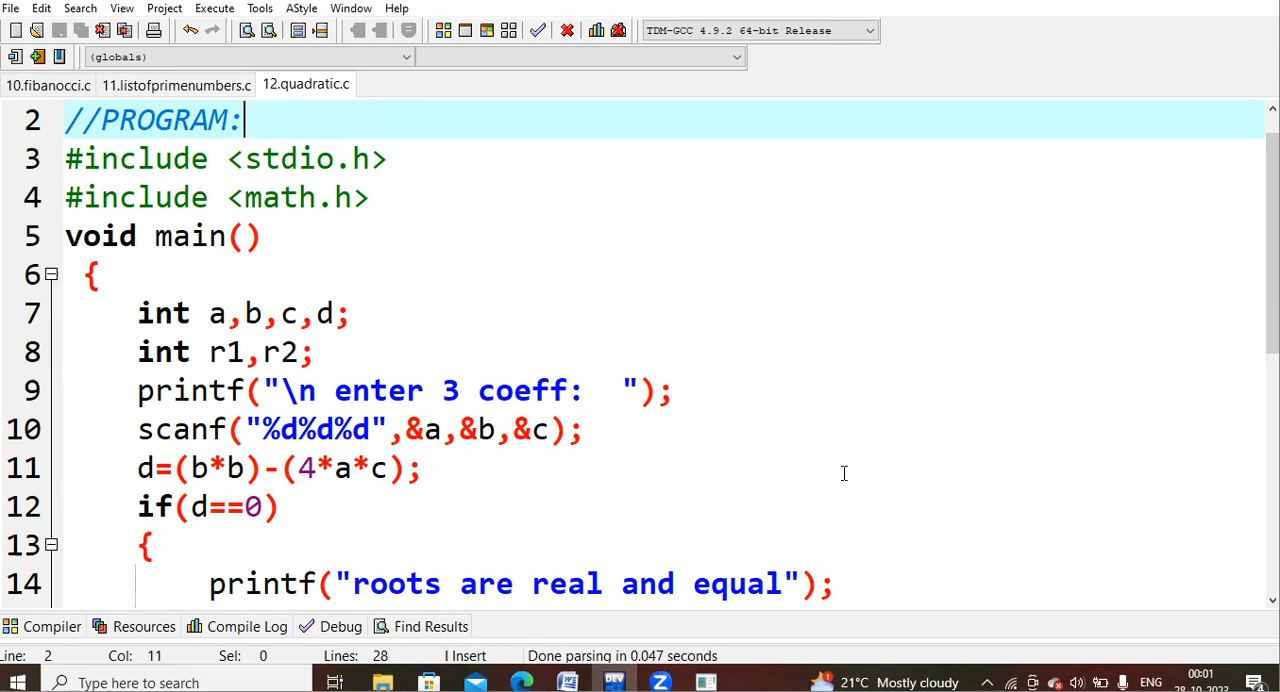 File Edit Search View Project Execute Tools AStyle Window Help
TDM-GCC 4.9.2 64-bit Release
(globals)
10.fibanocci.c 11.listofprimenumbers.c 12.quadratic.c
2 //PROGRAM:
3 #include <stdio.h>
4 #include <math.h>
5 void main()
6 {
7 int a,b,c,d;
8 int r1,r2;
9 printf("\n enter 3 coeff:  ");
10 scanf("%d%d%d",&a,&b,&c);
11 d=(b*b)-(4*a*c);
12 if(d==0)
13 {
14 printf("roots are real and equal");
Compiler Resources Compile Log Debug Find Results
Line: 2 Col: 11 Sel: 0 Lines: 28 Insert Done parsing in 0.047 seconds
Type here to search DEV Z 21°C Mostly cloudy ENG 00:01
28-10-2023